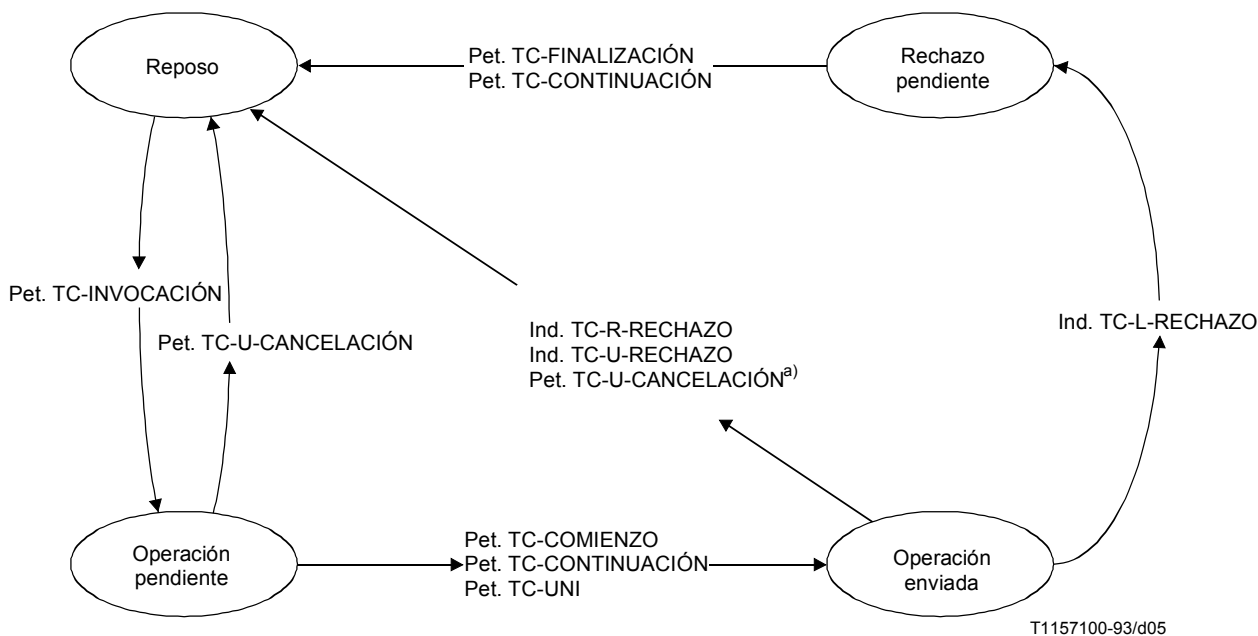 Reposo
Pet. TC-FINALIZACIÓN
Pet. TC-CONTINUACIÓN
Rechazo
pendiente
Pet. TC-INVOCACIÓN
Pet. TC-U-CANCELACIÓN
Ind. TC-R-RECHAZO
Ind. TC-U-RECHAZO
Pet. TC-U-CANCELACIÓNa)
Ind. TC-L-RECHAZO
Operación
pendiente
Pet. TC-COMIENZO
Pet. TC-CONTINUACIÓN
Pet. TC-UNI
Operación
enviada
T1157100-93/d05